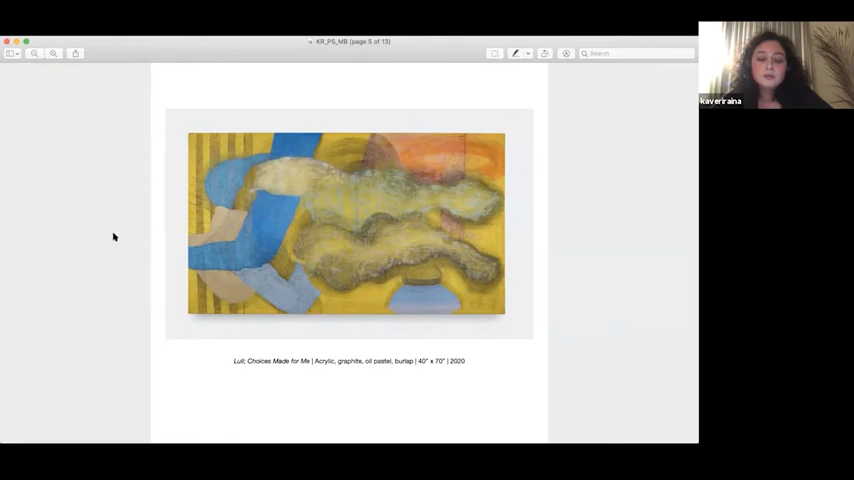 KR_PS_MB (page 5 of 13)
Search
kaveriraina
Lull; Choices Made for Me | Acrylic, graphite, oil pastel, burlap | 40" x 70" | 2020